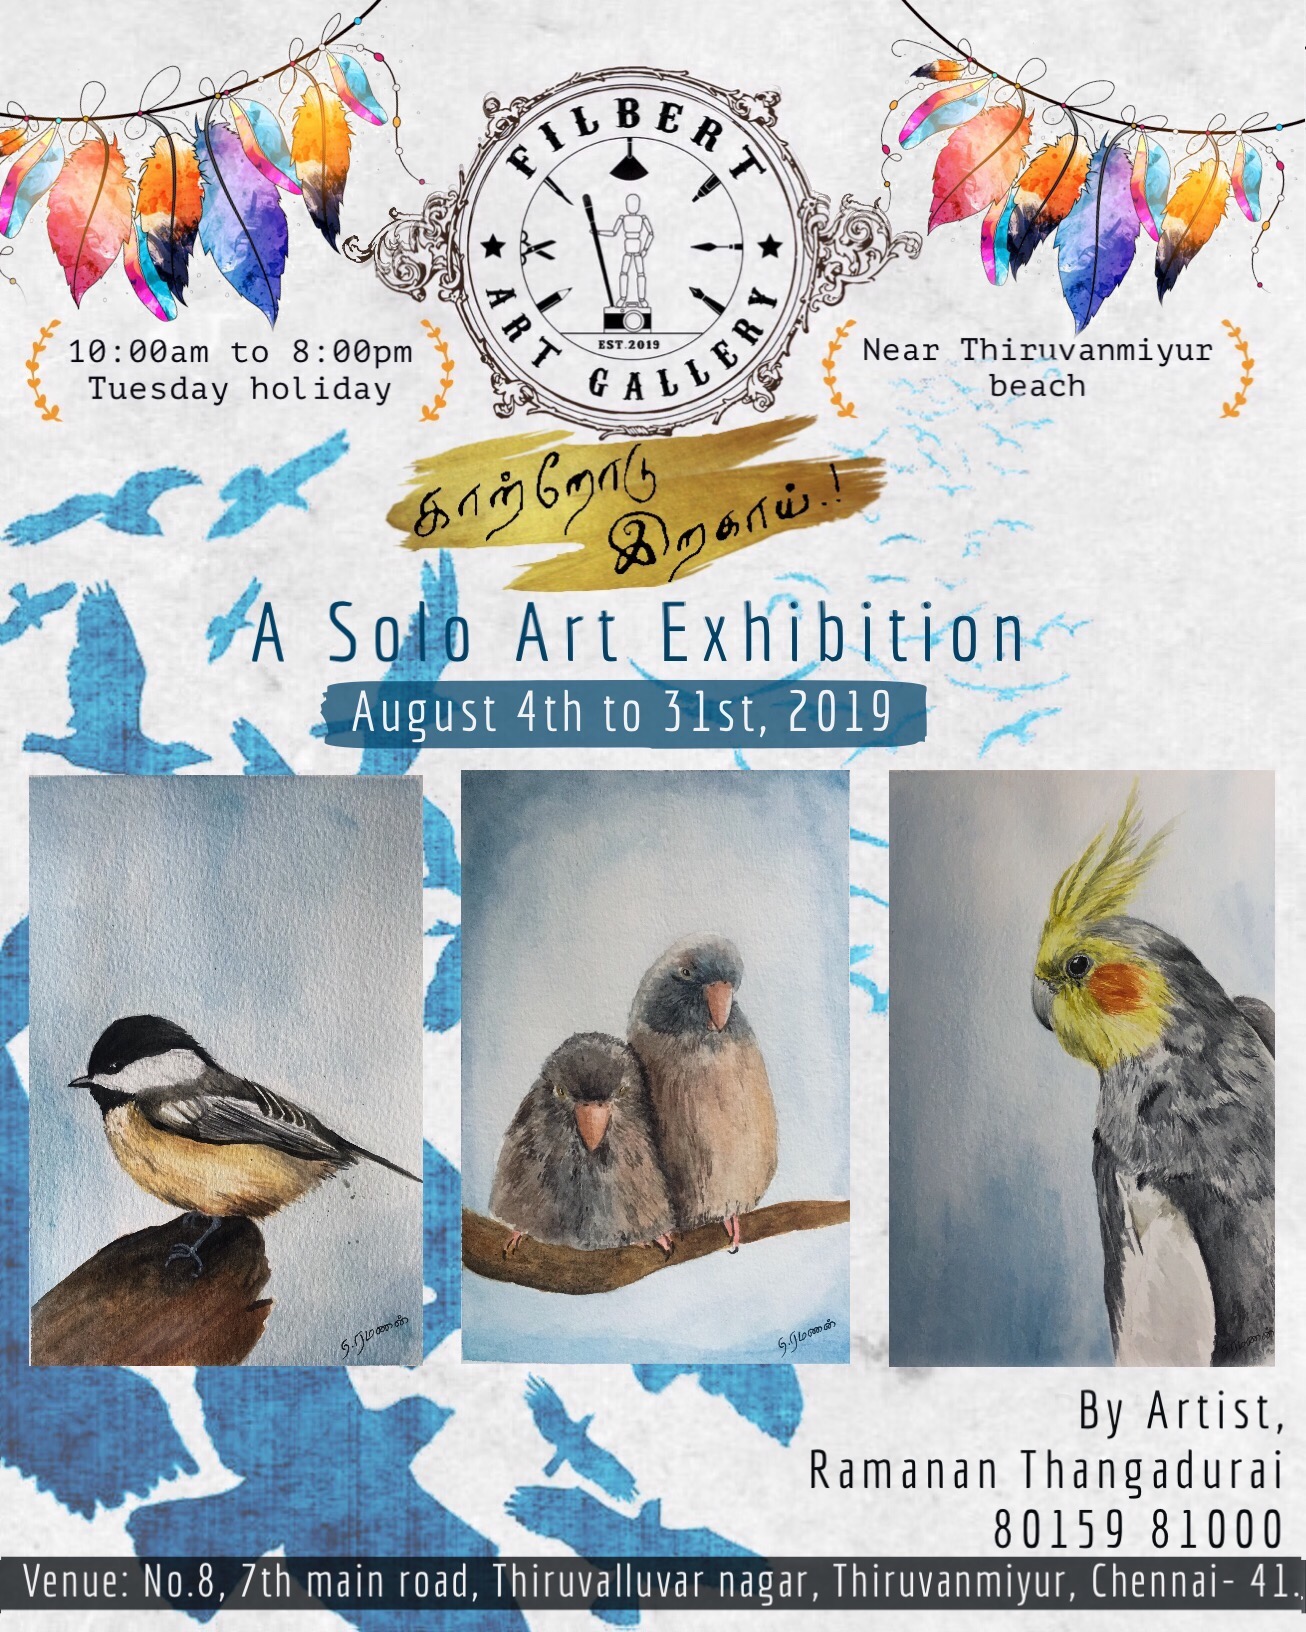 FILBERT
ART GALLERY
EST.2019
10:00am to 8:00pm
Tuesday holiday
Near Thiruvanmiyur
beach
காற்றோடு
இறகாய்..!
A Solo Art Exhibition
August 4th to 31st, 2019
த.ரமணன்
த.ரமணன்
By Artist,
Ramanan Thangadurai
80159 81000
Venue: No.8, 7th main road, Thiruvalluvar nagar, Thiruvanmiyur, Chennai- 41.